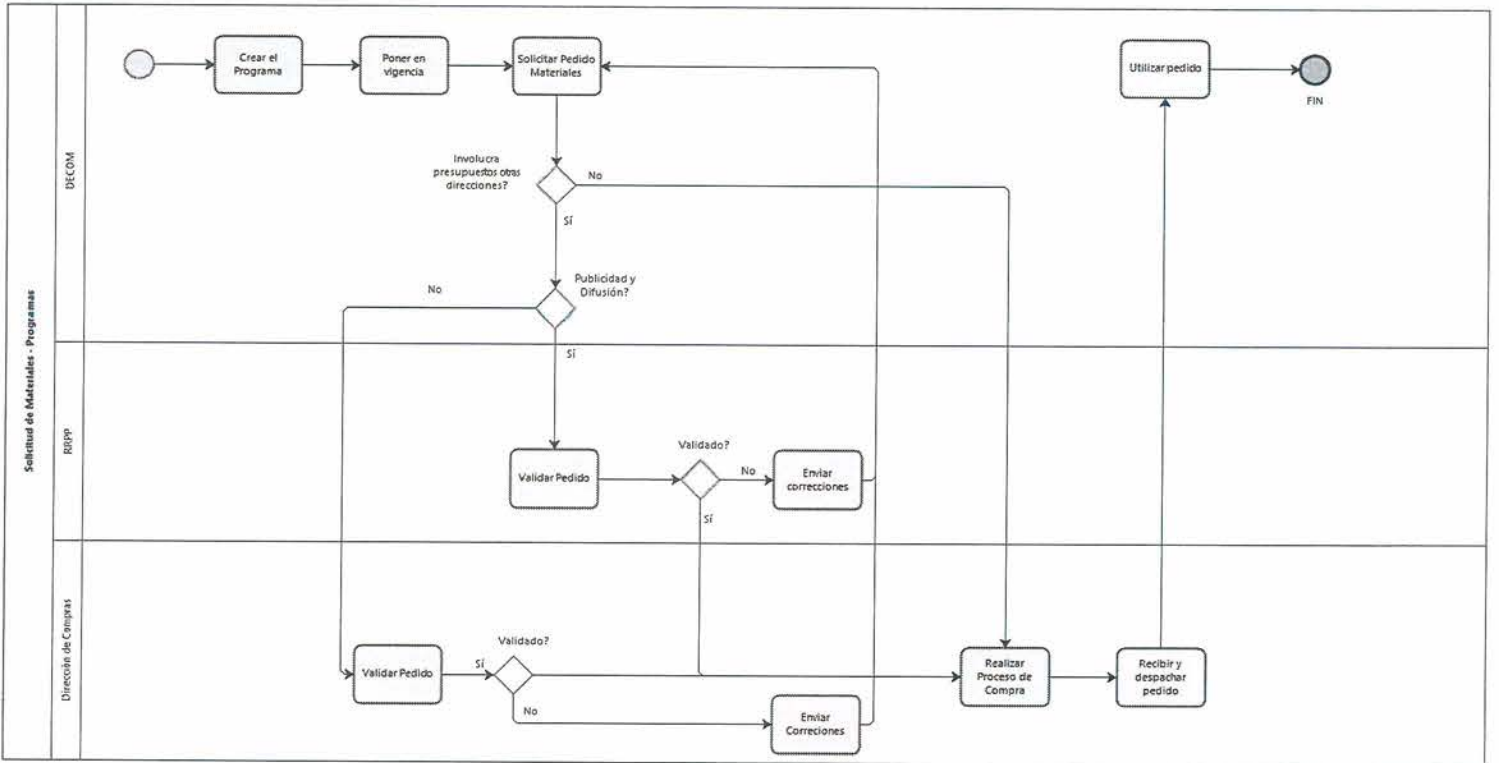 Solicitud de Materiales - Programas
DECOM
Crear el
Programa
Poner en
vigencia
Solicitar Pedido
Materiales
Utilizar pedido
FIN
Involucra
presupuestos otras
direcciones?
No
Sí
Publicidad y
Difusión?
No
Sí
RRPP
Validar Pedido
Validado?
No
Enviar
correcciones
Sí
Dirección de Compras
Validar Pedido
Sí
Validado?
No
Enviar
Correciones
Realizar
Proceso de
Compra
Recibir y
despachar
pedido